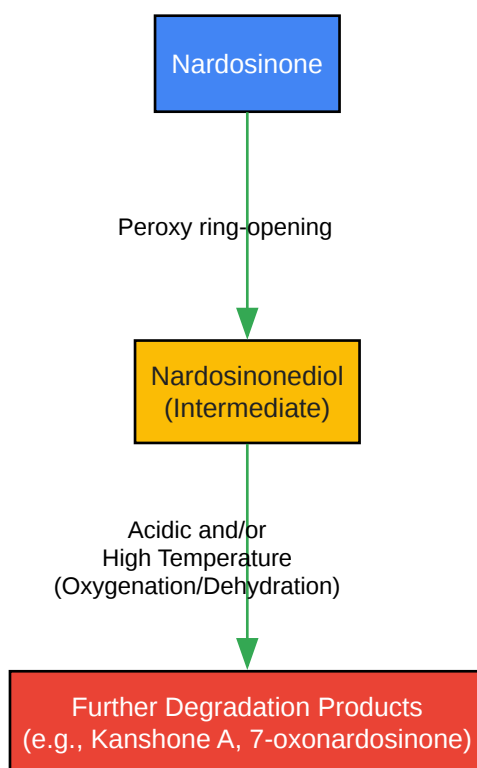 Nardosinone
Peroxy ring-opening
Nardosinonediol
(Intermediate)
Acidic and/or
High Temperature
(Oxygenation/Dehydration)
Further Degradation Products
(e.g., Kanshone A, 7-oxonardosinone)